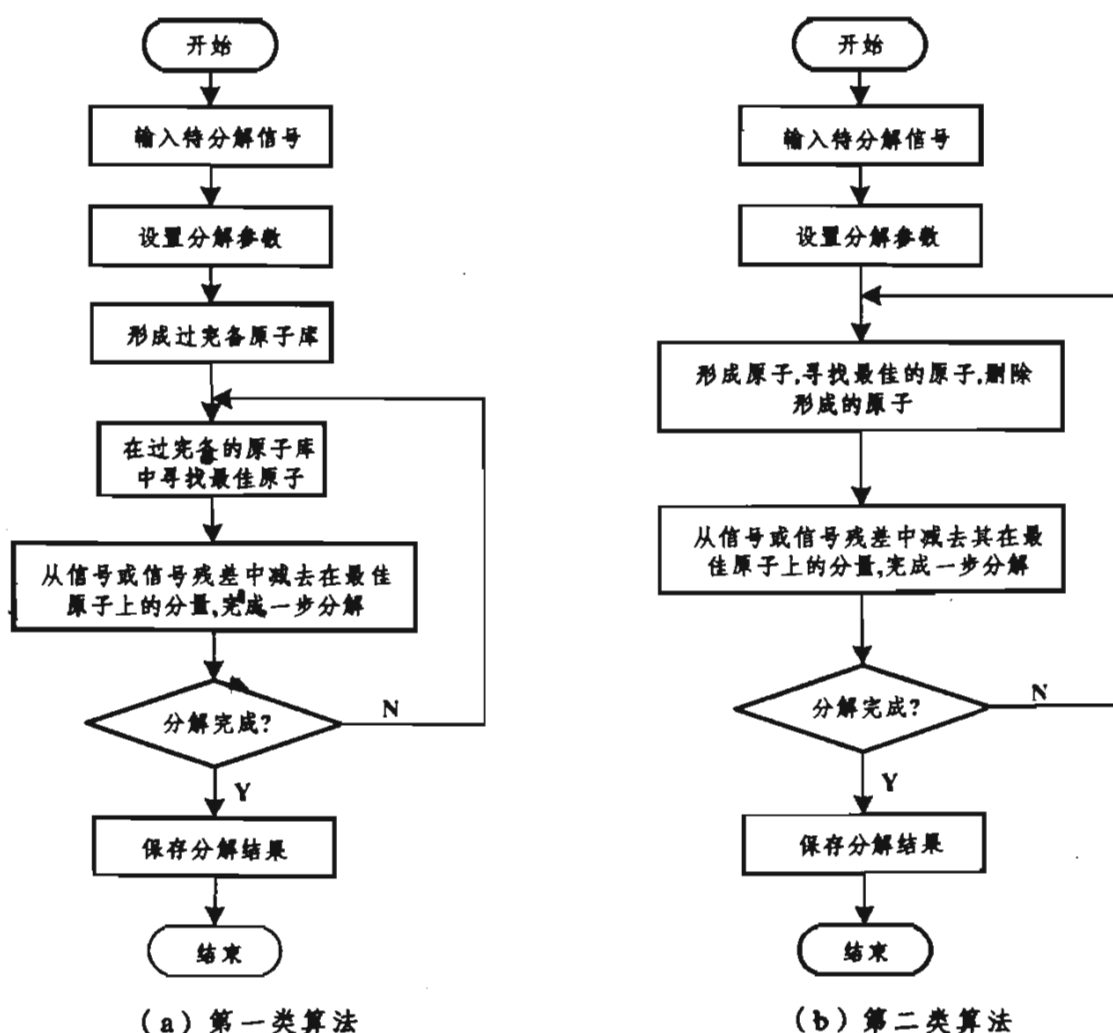 开始
输入待分解信号
设置分解参数
形成过完备原子库
在过完备的原子库
中寻找最佳原子
从信号或信号残差中减去在最佳
原子上的分量,完成一步分解
分解完成?
N
Y
保存分解结果
结束
(a)第一类算法
开始
输入待分解信号
设置分解参数
形成原子,寻找最佳的原子,删除
形成的原子
从信号或信号残差中减去其在最
佳原子上的分量,完成一步分解
分解完成?
N
Y
保存分解结果
结束
(b)第二类算法